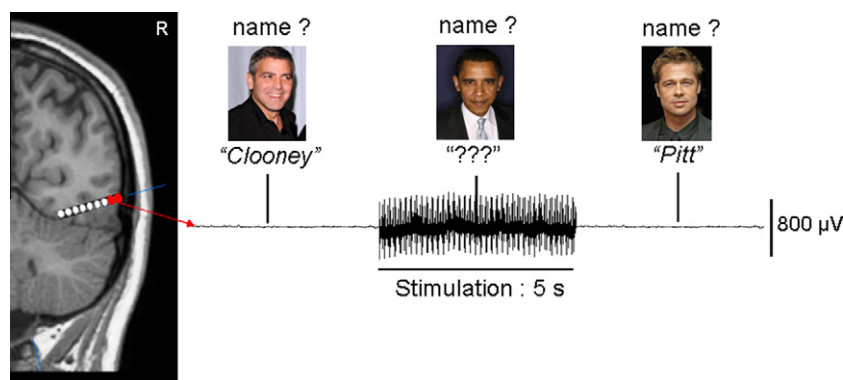 R
name ?
name ?
name ?
"Clooney"
"???"
"Pitt"
800 µV
Stimulation : 5 s